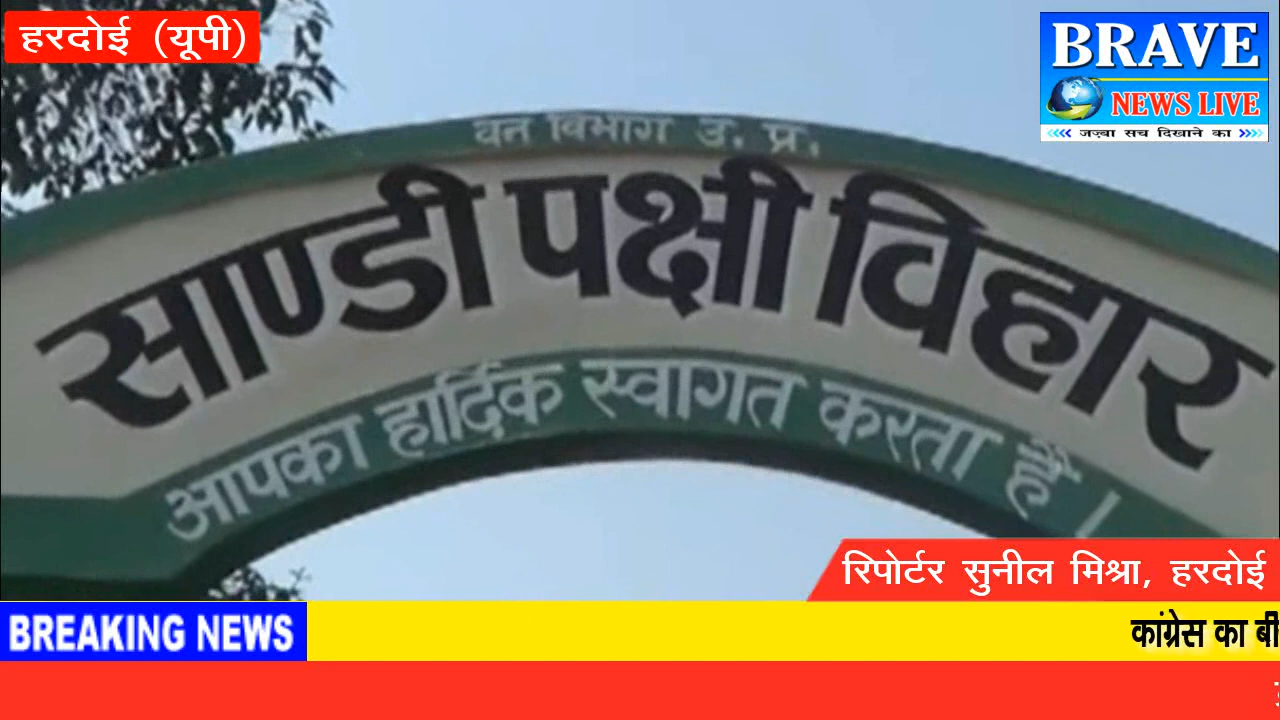 हरदोई (यूपी)
BRAVE
NEWS LIVE
जज़्बा सच दिखाने का
वन विभाग उ. प्र.
साण्डी पक्षी विहार
आपका हार्दिक स्वागत करता है।
रिपोर्टर सुनील मिश्रा, हरदोई
BREAKING NEWS
कांग्रेस का